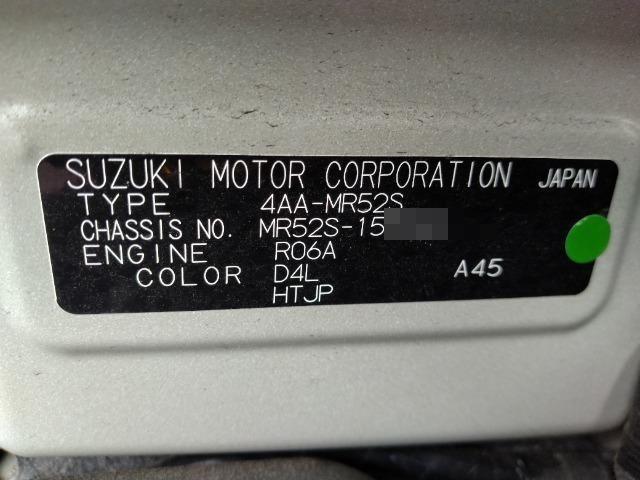 SUZUKI MOTOR CORPORATION JAPAN
TYPE 4AA-MR52S
CHASSIS NO. MR52S-15
ENGINE R06A
COLOR D4L A45
HTJP